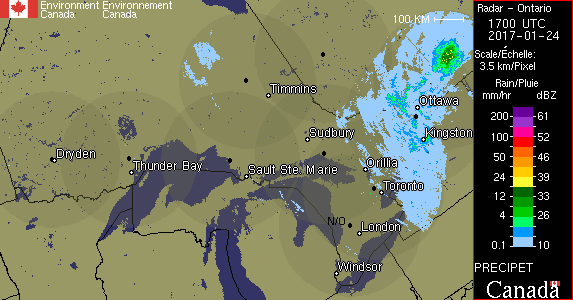 Environment Environnement
Canada Canada
100 KM
Timmins
Ottawa
Sudbury
Kingston
Dryden
Thunder Bay
Sault Ste. Marie
Orillia
Toronto
N/O
London
Windsor
Radar - Ontario
1700 UTC
2017-01-24
Scale/Échelle:
3.5 km/Pixel
Rain/Pluie
mm/hr dBZ
200 61
100 52
50 46
24 39
12 33
4 26
0.1 10
PRECIPET
Canada